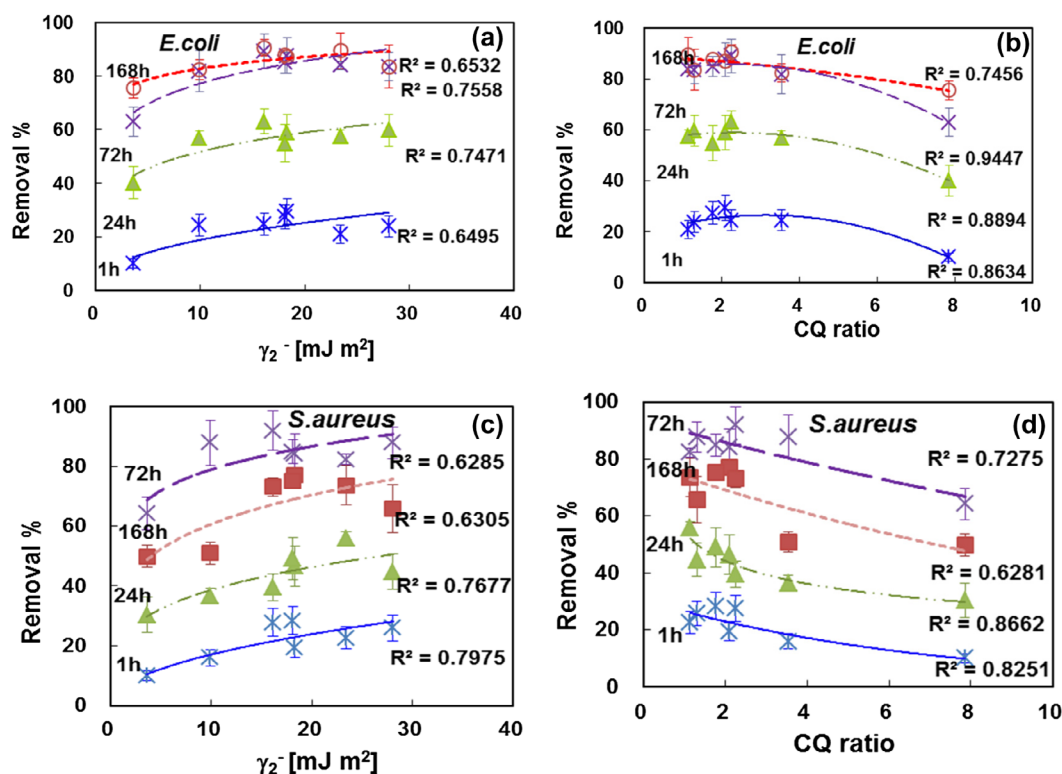 (a)
E.coli
168h
72h
24h
1h
R² = 0.6532
R² = 0.7558
R² = 0.7471
R² = 0.6495
Removal %
100
80
60
40
20
0
0 10 20 30 40
γ₂⁻ [mJ m²]
(b)
E.coli
168h
72h
24h
1h
R² = 0.7456
R² = 0.9447
R² = 0.8894
R² = 0.8634
Removal %
100
80
60
40
20
0
0 2 4 6 8 10
CQ ratio
(c)
S.aureus
72h
168h
24h
1h
R² = 0.6285
R² = 0.6305
R² = 0.7677
R² = 0.7975
Removal %
100
80
60
40
20
0
0 10 20 30 40
γ₂⁻ [mJ m²]
(d)
S.aureus
72h
168h
24h
1h
R² = 0.7275
R² = 0.6281
R² = 0.8662
R² = 0.8251
Removal %
100
80
60
40
20
0
0 2 4 6 8 10
CQ ratio